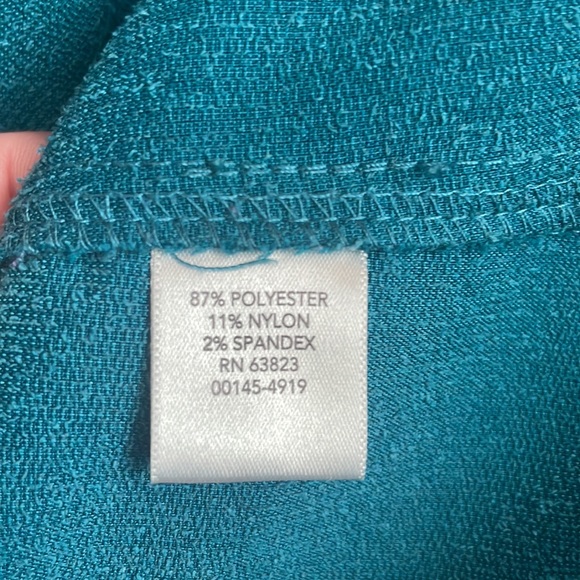 87% POLYESTER
11% NYLON
2% SPANDEX
RN 63823
00145-4919